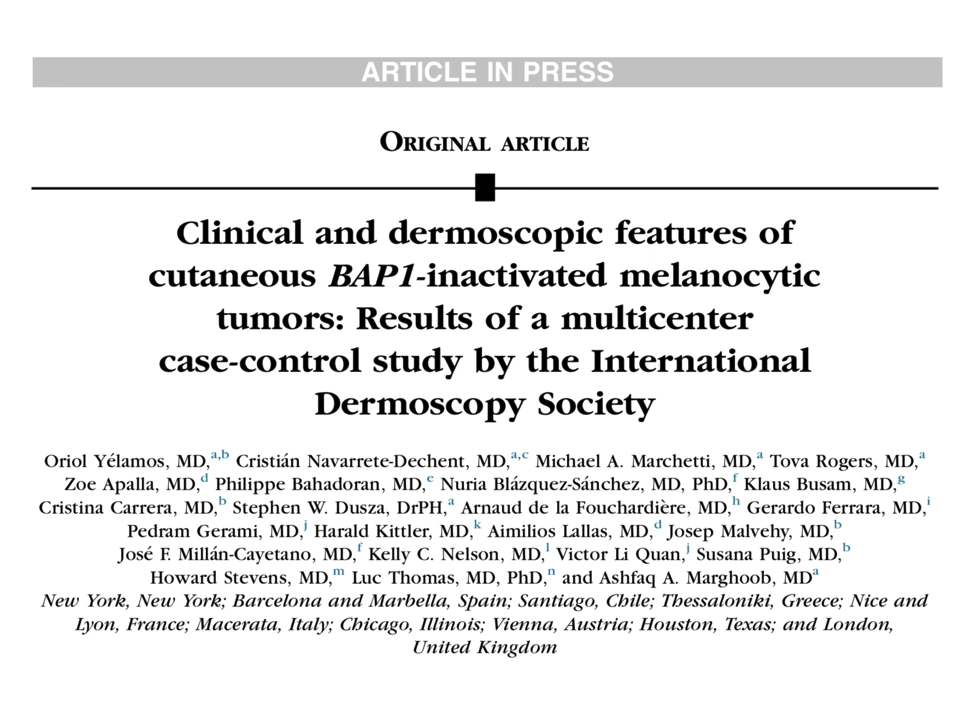 ARTICLE IN PRESS
ORIGINAL ARTICLE
Clinical and dermoscopic features of
cutaneous BAP1-inactivated melanocytic
tumors: Results of a multicenter
case-control study by the International
Dermoscopy Society
Oriol Yélamos, MD,a,b Cristián Navarrete-Dechent, MD,a,c Michael A. Marchetti, MD,a Tova Rogers, MD,a
Zoe Apalla, MD,d Philippe Bahadoran, MD,e Nuria Blázquez-Sánchez, MD, PhD,f Klaus Busam, MD,g
Cristina Carrera, MD,b Stephen W. Dusza, DrPH,a Arnaud de la Fouchardière, MD,h Gerardo Ferrara, MD,i
Pedram Gerami, MD,j Harald Kittler, MD,k Aimilios Lallas, MD,d Josep Malvehy, MD,b
José F. Millán-Cayetano, MD,f Kelly C. Nelson, MD,l Victor Li Quan,j Susana Puig, MD,b
Howard Stevens, MD,m Luc Thomas, MD, PhD,n and Ashfaq A. Marghoob, MDa
New York, New York; Barcelona and Marbella, Spain; Santiago, Chile; Thessaloniki, Greece; Nice and
Lyon, France; Macerata, Italy; Chicago, Illinois; Vienna, Austria; Houston, Texas; and London,
United Kingdom